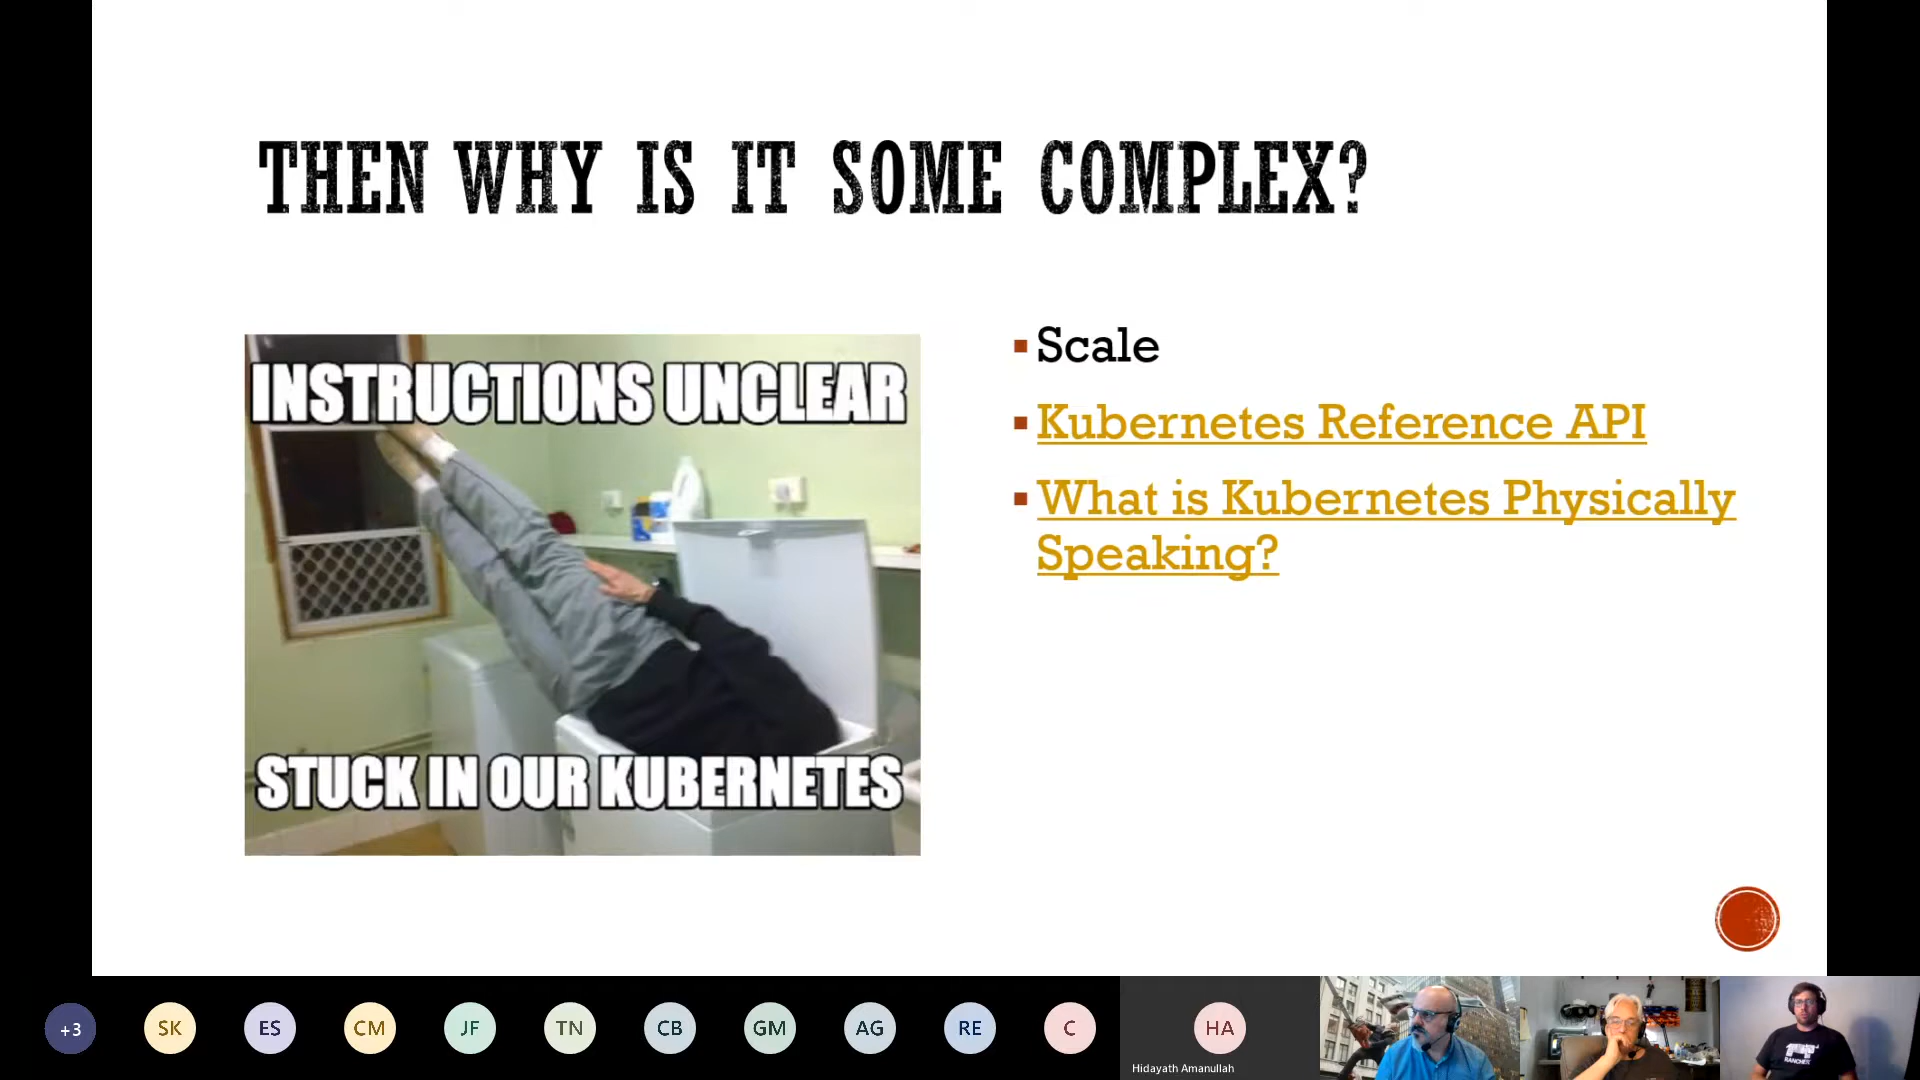 THEN WHY IS IT SOME COMPLEX?
INSTRUCTIONS UNCLEAR
STUCK IN OUR KUBERNETES
Scale
Kubernetes Reference API
What is Kubernetes Physically
Speaking?
+3
SK
ES
CM
JF
TN
CB
GM
AG
RE
C
HA
Hidayath Amanullah
RANCHER